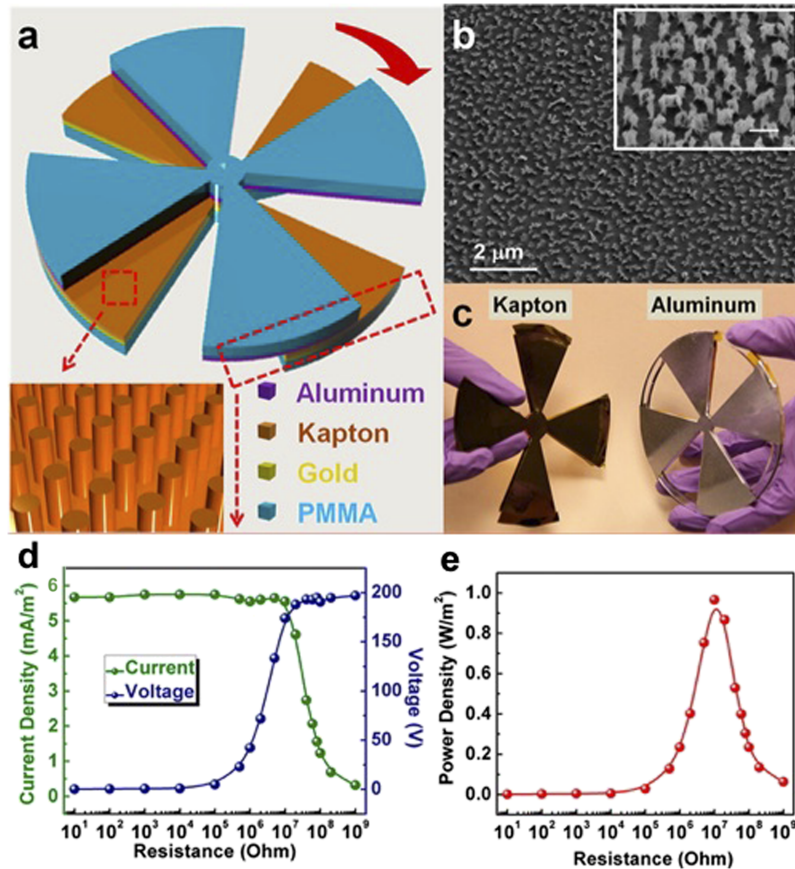 a
Aluminum
Kapton
Gold
PMMA
b
2 μm
c
Kapton
Aluminum
d
Current Density (mA/m²)
6
5
4
3
2
1
0
Current
Voltage
200
150
100
50
0
Voltage (V)
10¹ 10² 10³ 10⁴ 10⁵ 10⁶ 10⁷ 10⁸ 10⁹
Resistance (Ohm)
e
Power Density (W/m²)
1.0
0.8
0.6
0.4
0.2
0.0
10¹ 10² 10³ 10⁴ 10⁵ 10⁶ 10⁷ 10⁸ 10⁹
Resistance (Ohm)